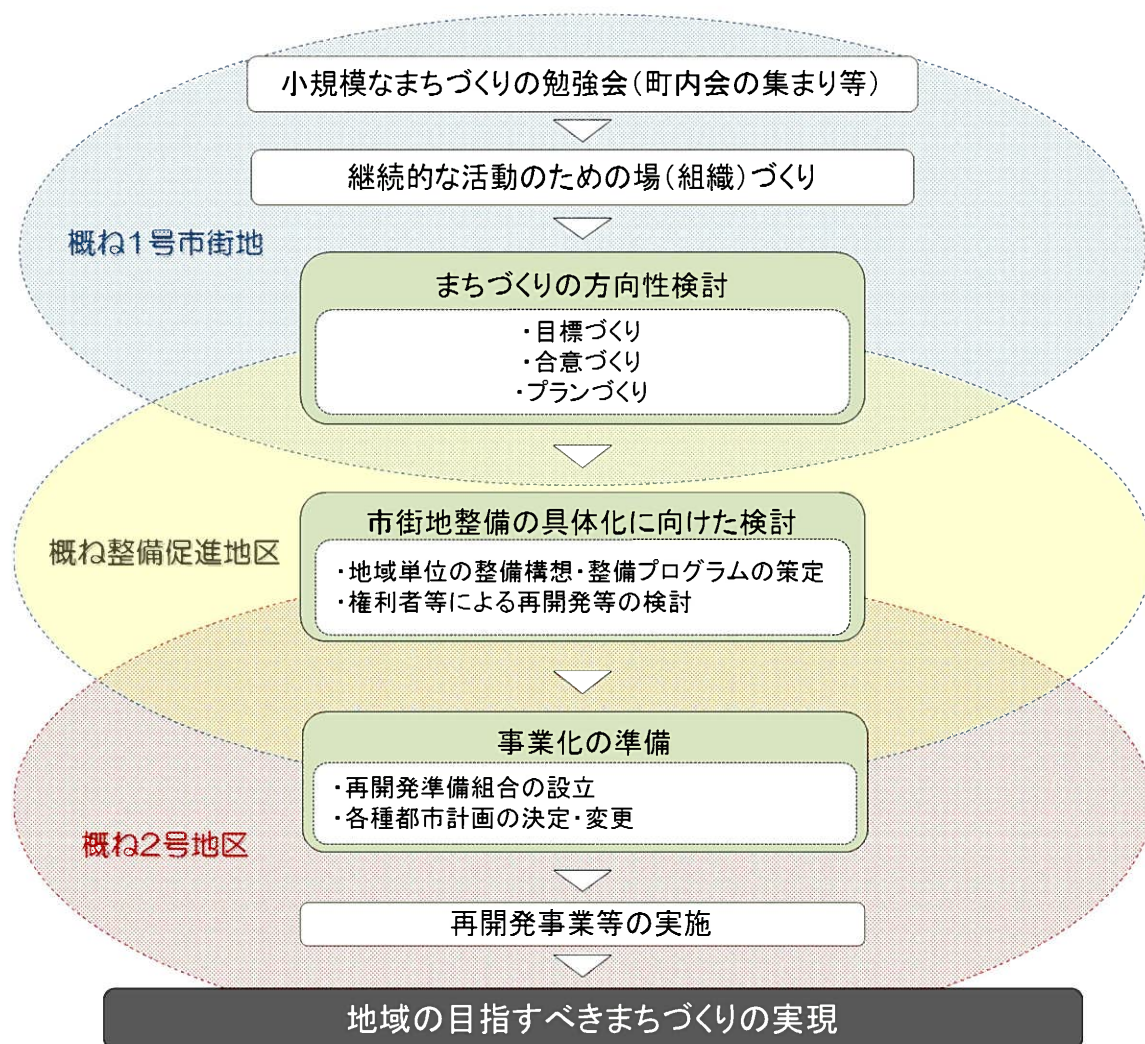 小規模なまちづくりの勉強会(町内会の集まり等)
継続的な活動のための場(組織)づくり
概ね1号市街地
まちづくりの方向性検討
・目標づくり
・合意づくり
・プランづくり
市街地整備の具体化に向けた検討
概ね整備促進地区
・地域単位の整備構想・整備プログラムの策定
・権利者等による再開発等の検討
事業化の準備
・再開発準備組合の設立
・各種都市計画の決定・変更
概ね2号地区
再開発事業等の実施
地域の目指すべきまちづくりの実現